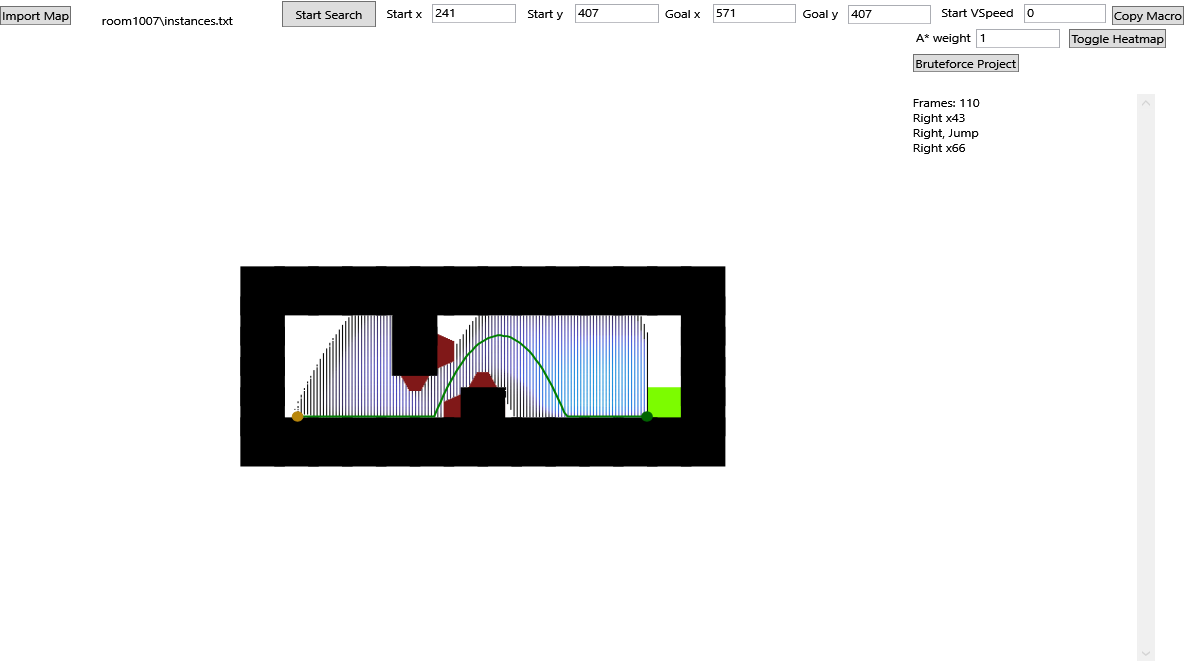 Import Map
room1007\instances.txt
Start Search
Start x 241
Start y 407
Goal x 571
Goal y 407
Start VSpeed 0
Copy Macro
A* weight 1
Toggle Heatmap
Bruteforce Project
Frames: 110
Right x43
Right, Jump
Right x66